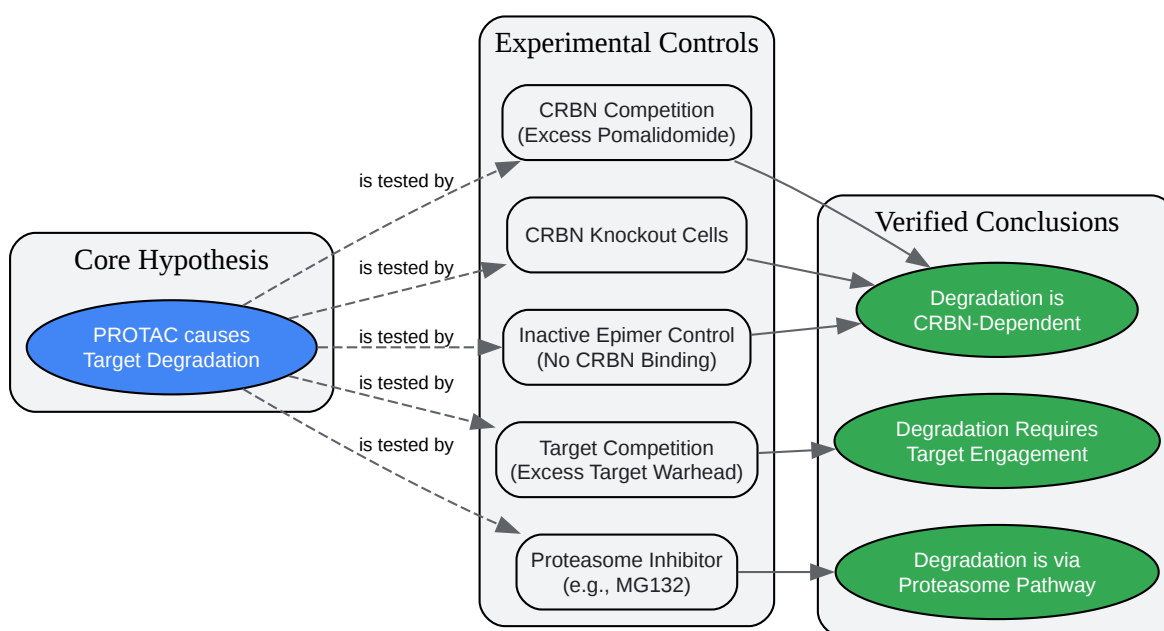 Core Hypothesis
PROTAC causes
Target Degradation
is tested by
is tested by
is tested by
is tested by
is tested by
Experimental Controls
CRBN Competition
(Excess Pomalidomide)
CRBN Knockout Cells
Inactive Epimer Control
(No CRBN Binding)
Target Competition
(Excess Target Warhead)
Proteasome Inhibitor
(e.g., MG132)
Verified Conclusions
Degradation is
CRBN-Dependent
Degradation Requires
Target Engagement
Degradation is via
Proteasome Pathway